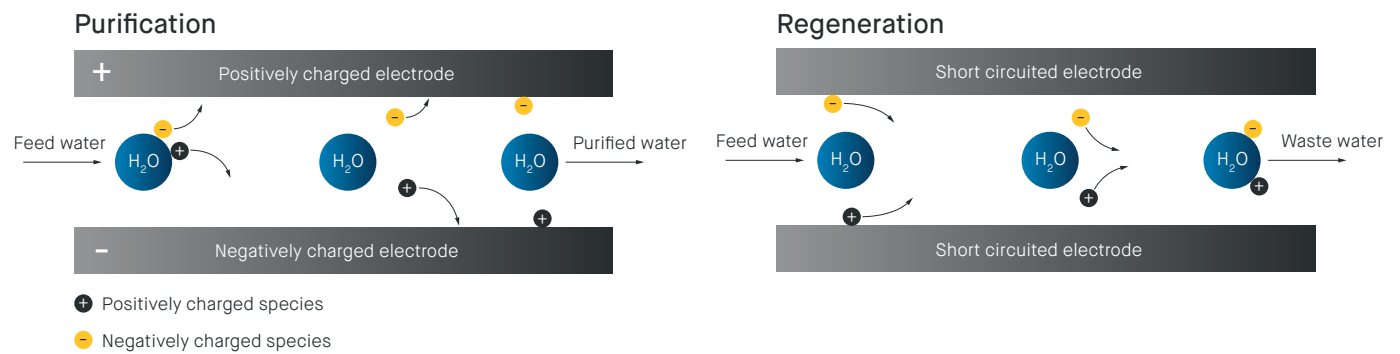 Purification
+
Positively charged electrode
Feed water
−
+
H₂O
−
H₂O
+
−
H₂O
+
Purified water
−
Negatively charged electrode
+ Positively charged species
− Negatively charged species
Regeneration
Short circuited electrode
Feed water
−
H₂O
+
−
H₂O
+
−
H₂O
+
Waste water
Short circuited electrode